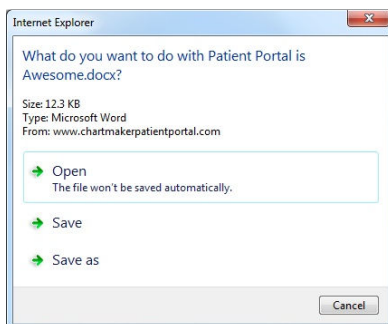 Internet Explorer
What do you want to do with Patient Portal is
Awesome.docx?
Size: 12.3 KB
Type: Microsoft Word
From: www.chartmakerpatientportal.com
Open
The file won't be saved automatically.
Save
Save as
Cancel